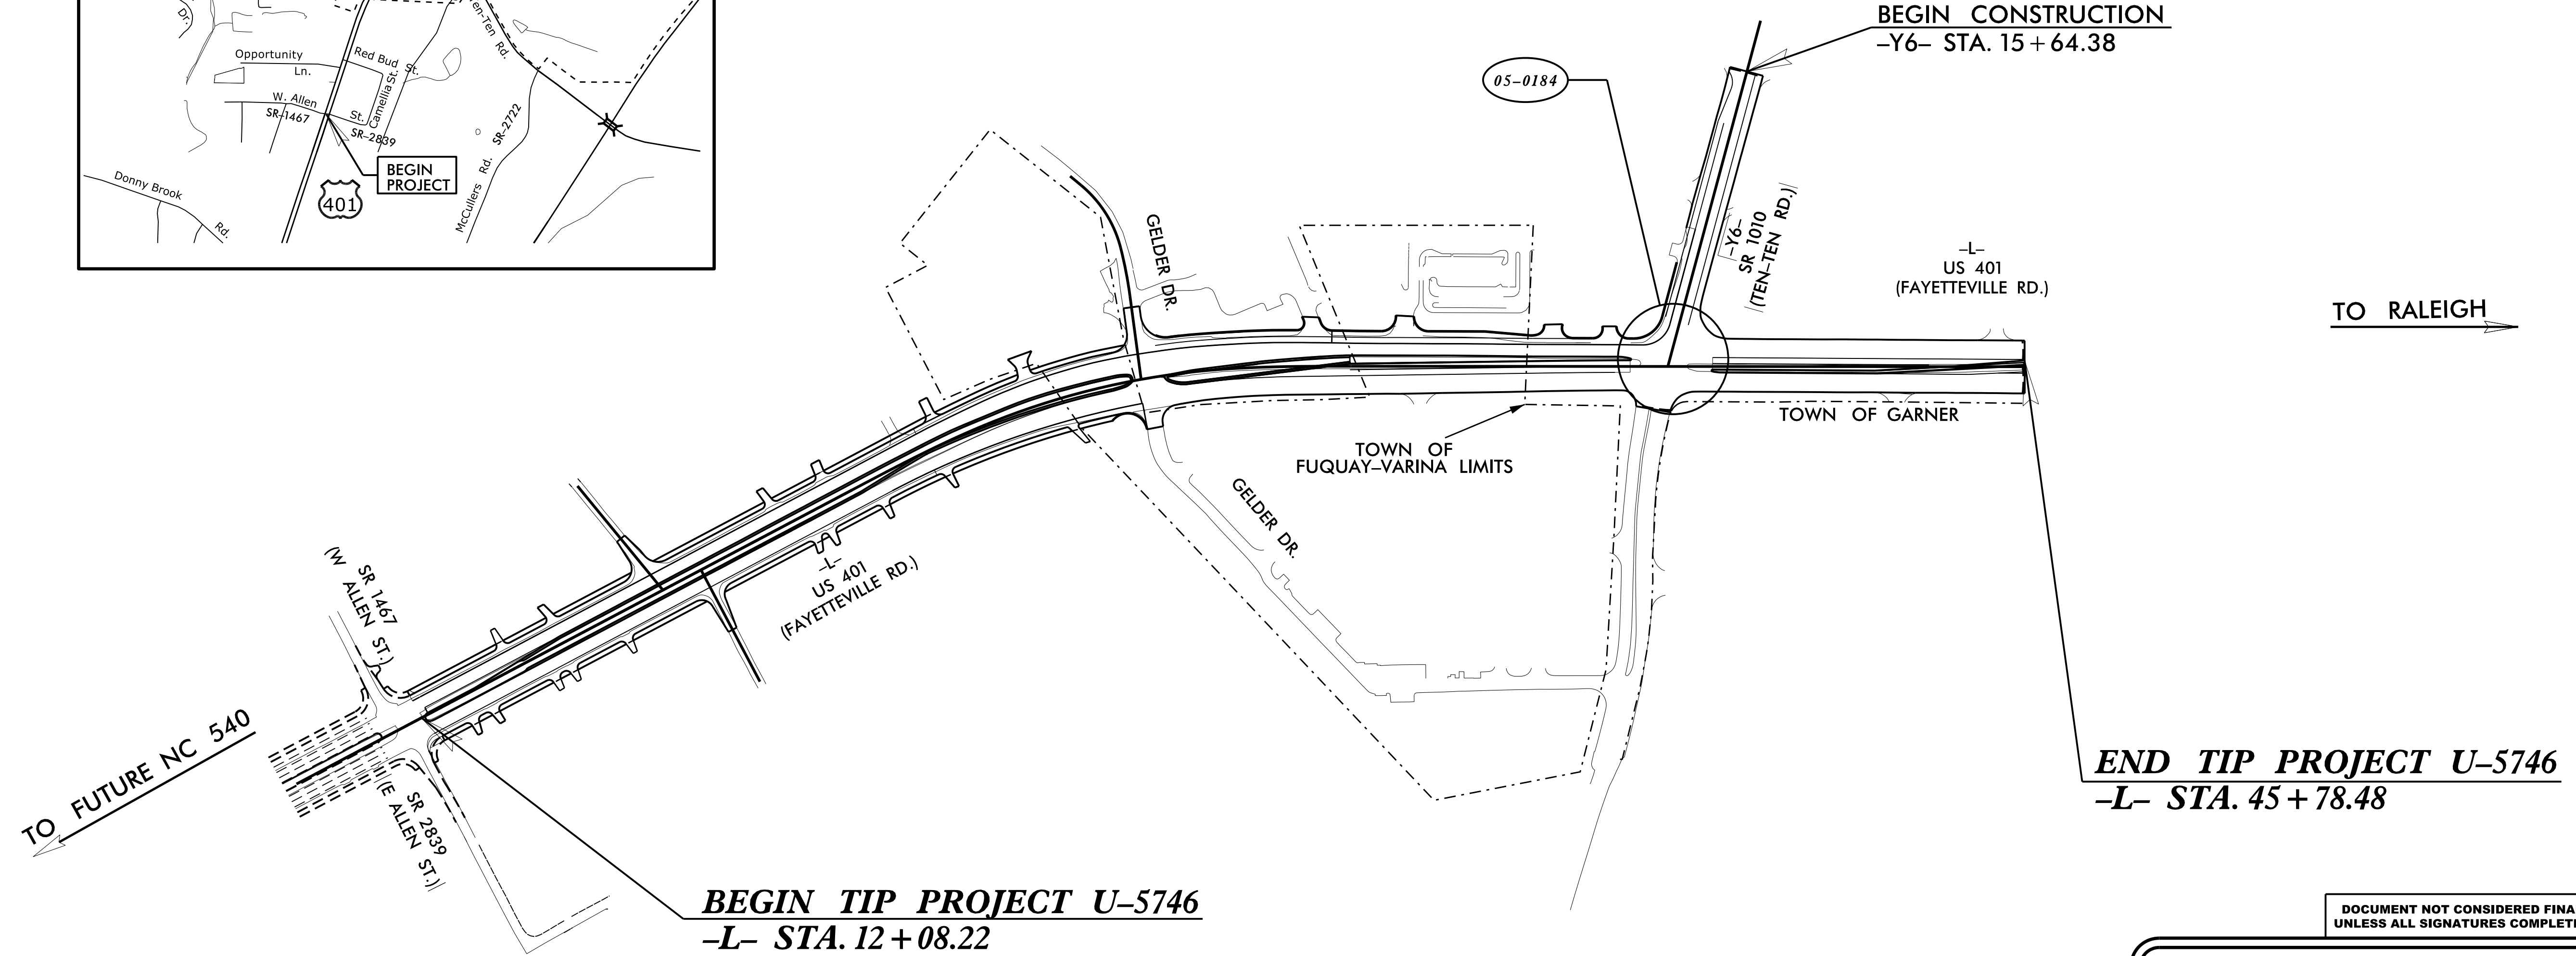 Dr.
Ten-Ten Rd.
Opportunity
Ln.
Red Bud St.
Camellia St.
W. Allen
St.
SR–1467
SR–2839
SR–2722
McCullers Rd.
BEGIN
PROJECT
401
Donny Brook
Rd.
BEGIN CONSTRUCTION
–Y6– STA. 15+64.38
05–0184
GELDER DR.
–Y6–
SR 1010
(TEN–TEN RD.)
–L–
US 401
(FAYETTEVILLE RD.)
TO RALEIGH
TOWN OF GARNER
TOWN OF
FUQUAY–VARINA LIMITS
GELDER DR.
–L–
US 401
(FAYETTEVILLE RD.)
SR 1467
(W ALLEN ST.)
TO FUTURE NC 540
SR 2839
(E ALLEN ST.)
END TIP PROJECT U–5746
–L– STA. 45+78.48
BEGIN TIP PROJECT U–5746
–L– STA. 12+08.22
DOCUMENT NOT CONSIDERED FINA
UNLESS ALL SIGNATURES COMPLET